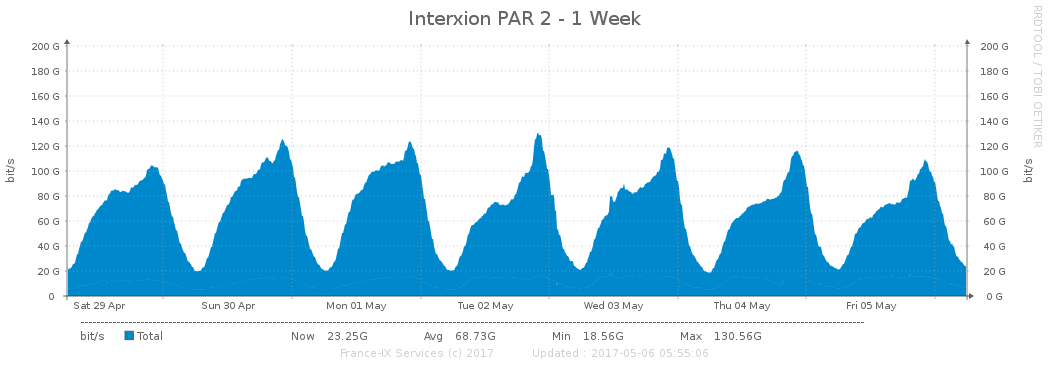 Interxion PAR 2 - 1 Week
RRDTOOL / TOBI OETIKER
bit/s
200 G 200 G
180 G 180 G
160 G 160 G
140 G 140 G
120 G 120 G
100 G 100 G
80 G 80 G
60 G 60 G
40 G 40 G
20 G 20 G
0 0 G
bit/s
Sat 29 Apr Sun 30 Apr Mon 01 May Tue 02 May Wed 03 May Thu 04 May Fri 05 May
bit/s Total Now 23.25G Avg 68.73G Min 18.56G Max 130.56G
France-IX Services (c) 2017 Updated : 2017-05-06 05:55:06